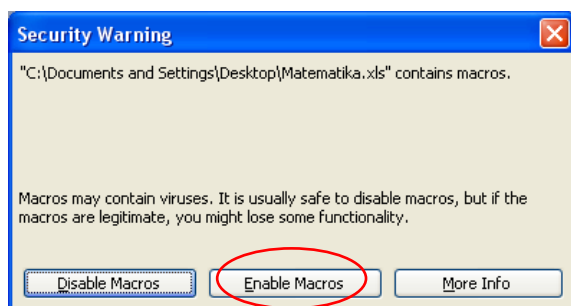 Security Warning
"C:\Documents and Settings\Desktop\Matematika.xls" contains macros.
Macros may contain viruses. It is usually safe to disable macros, but if the
macros are legitimate, you might lose some functionality.
Disable Macros Enable Macros More Info